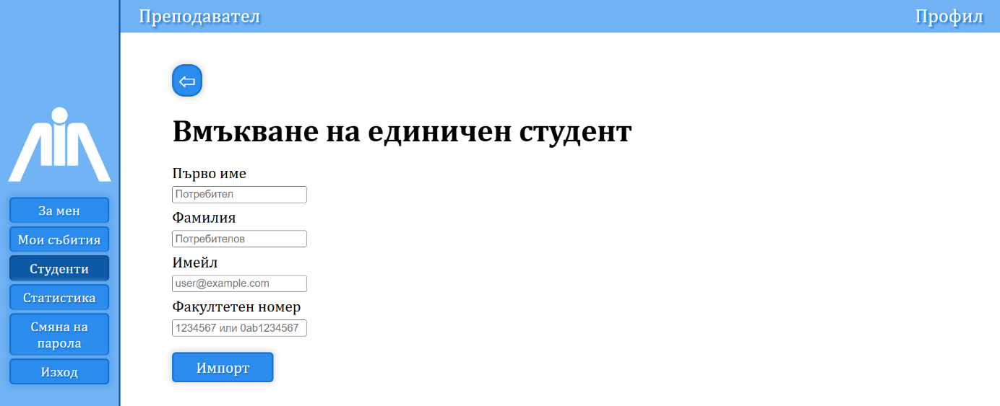 Преподавател
Профил
За мен
Мои събития
Студенти
Статистика
Смяна на
парола
Изход
⇦
Вмъкване на единичен студент
Първо име
Потребител
Фамилия
Потребителов
Имейл
user@example.com
Факултетен номер
1234567 или 0ab1234567
Импорт